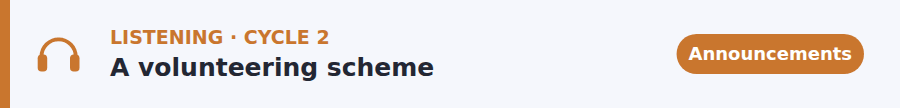 LISTENING · CYCLE 2
A volunteering scheme
Announcements